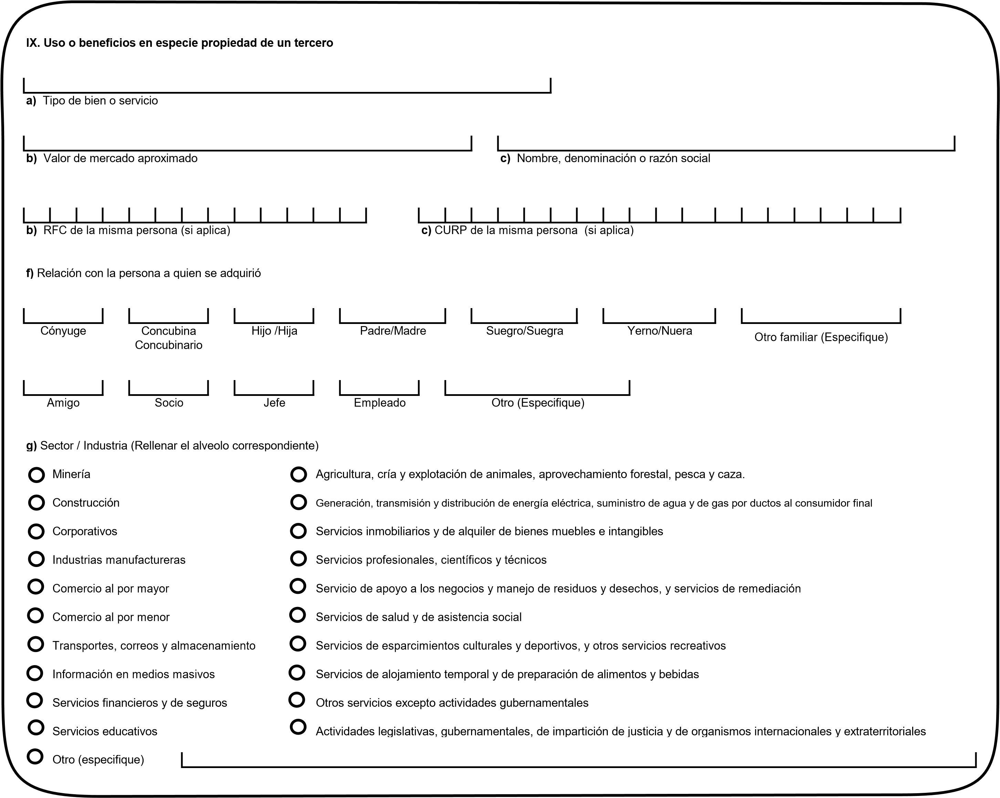 IX. Uso o beneficios en especie propiedad de un tercero
a) Tipo de bien o servicio
b) Valor de mercado aproximado
c) Nombre, denominación o razón social
b) RFC de la misma persona (si aplica)
c) CURP de la misma persona (si aplica)
f) Relación con la persona a quien se adquirió
Cónyuge
Concubina
Concubinario
Hijo /Hija
Padre/Madre
Suegro/Suegra
Yerno/Nuera
Otro familiar (Especifique)
Amigo
Socio
Jefe
Empleado
Otro (Especifique)
g) Sector / Industria (Rellenar el alveolo correspondiente)
Minería
Agricultura, cría y explotación de animales, aprovechamiento forestal, pesca y caza.
Construcción
Generación, transmisión y distribución de energía eléctrica, suministro de agua y de gas por ductos al consumidor final
Corporativos
Servicios inmobiliarios y de alquiler de bienes muebles e intangibles
Industrias manufactureras
Servicios profesionales, científicos y técnicos
Comercio al por mayor
Servicio de apoyo a los negocios y manejo de residuos y desechos, y servicios de remediación
Comercio al por menor
Servicios de salud y de asistencia social
Transportes, correos y almacenamiento
Servicios de esparcimientos culturales y deportivos, y otros servicios recreativos
Información en medios masivos
Servicios de alojamiento temporal y de preparación de alimentos y bebidas
Servicios financieros y de seguros
Otros servicios excepto actividades gubernamentales
Servicios educativos
Actividades legislativas, gubernamentales, de impartición de justicia y de organismos internacionales y extraterritoriales
Otro (especifique)